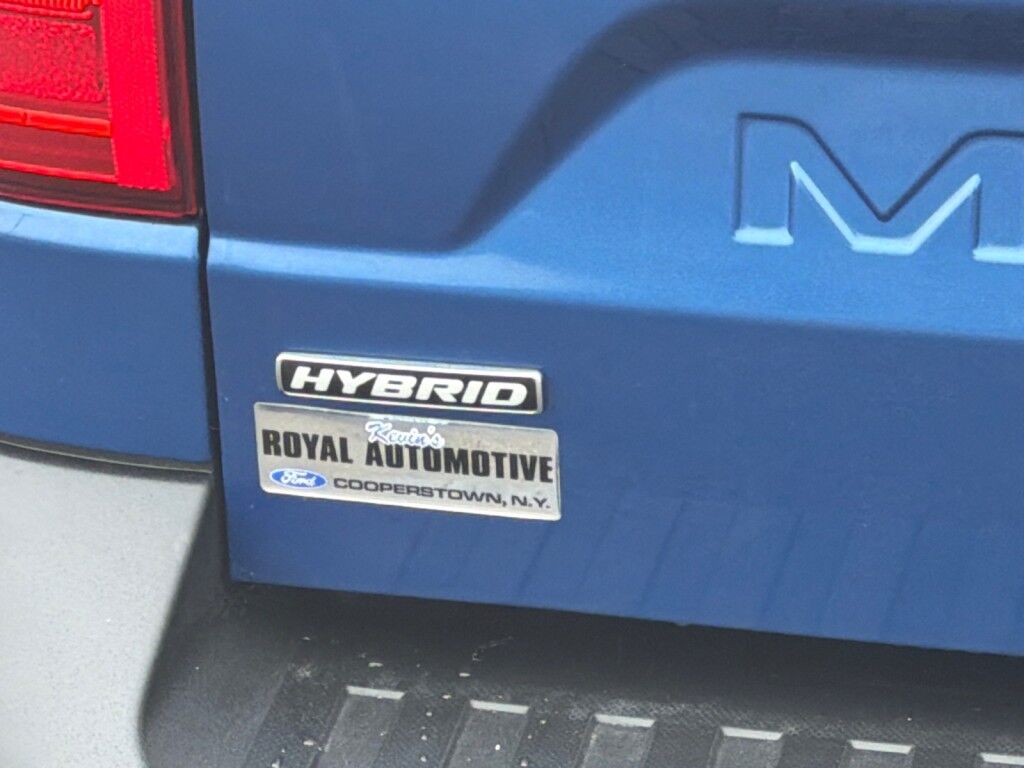 M
HYBRID
Kevin's
ROYAL AUTOMOTIVE
Ford COOPERSTOWN, N.Y.